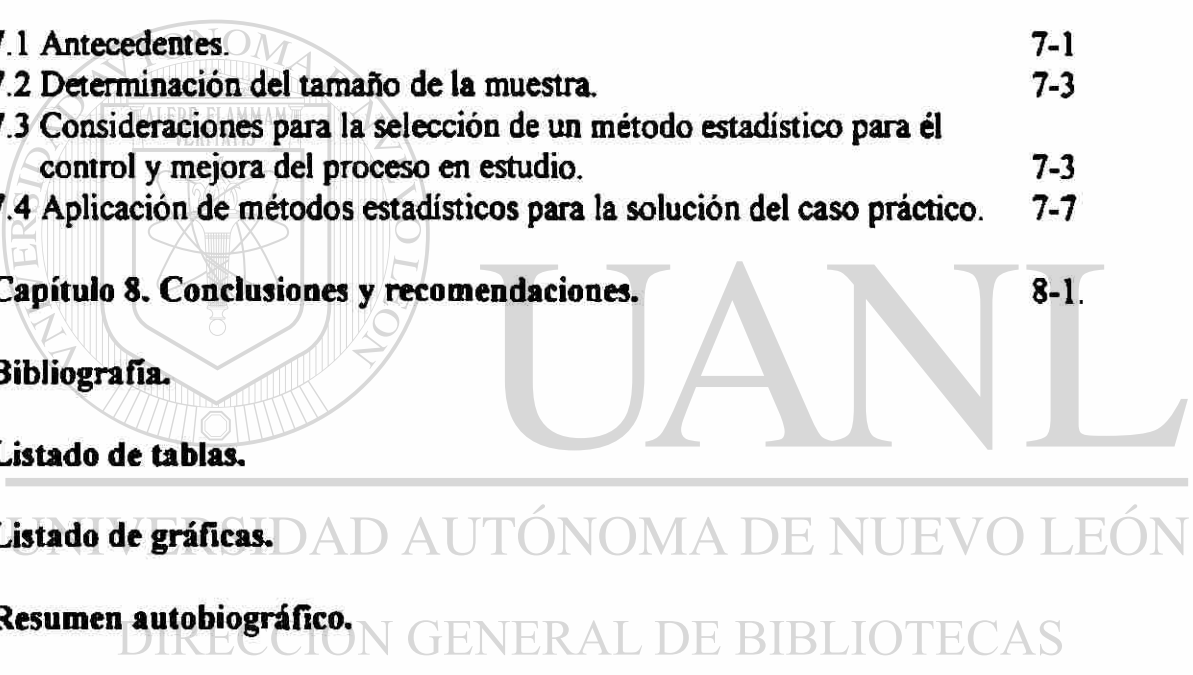 7.1 Antecedentes. 7-1
7.2 Determinación del tamaño de la muestra. 7-3
7.3 Consideraciones para la selección de un método estadístico para él
control y mejora del proceso en estudio. 7-3
7.4 Aplicación de métodos estadísticos para la solución del caso práctico. 7-7
Capítulo 8. Conclusiones y recomendaciones. 8-1.
Bibliografía.
Listado de tablas.
Listado de gráficas.
Resumen autobiográfico.
UANL
UNIVERSIDAD AUTÓNOMA DE NUEVO LEÓN
DIRECCIÓN GENERAL DE BIBLIOTECAS
ALERE FLAMMAM
VERITATIS